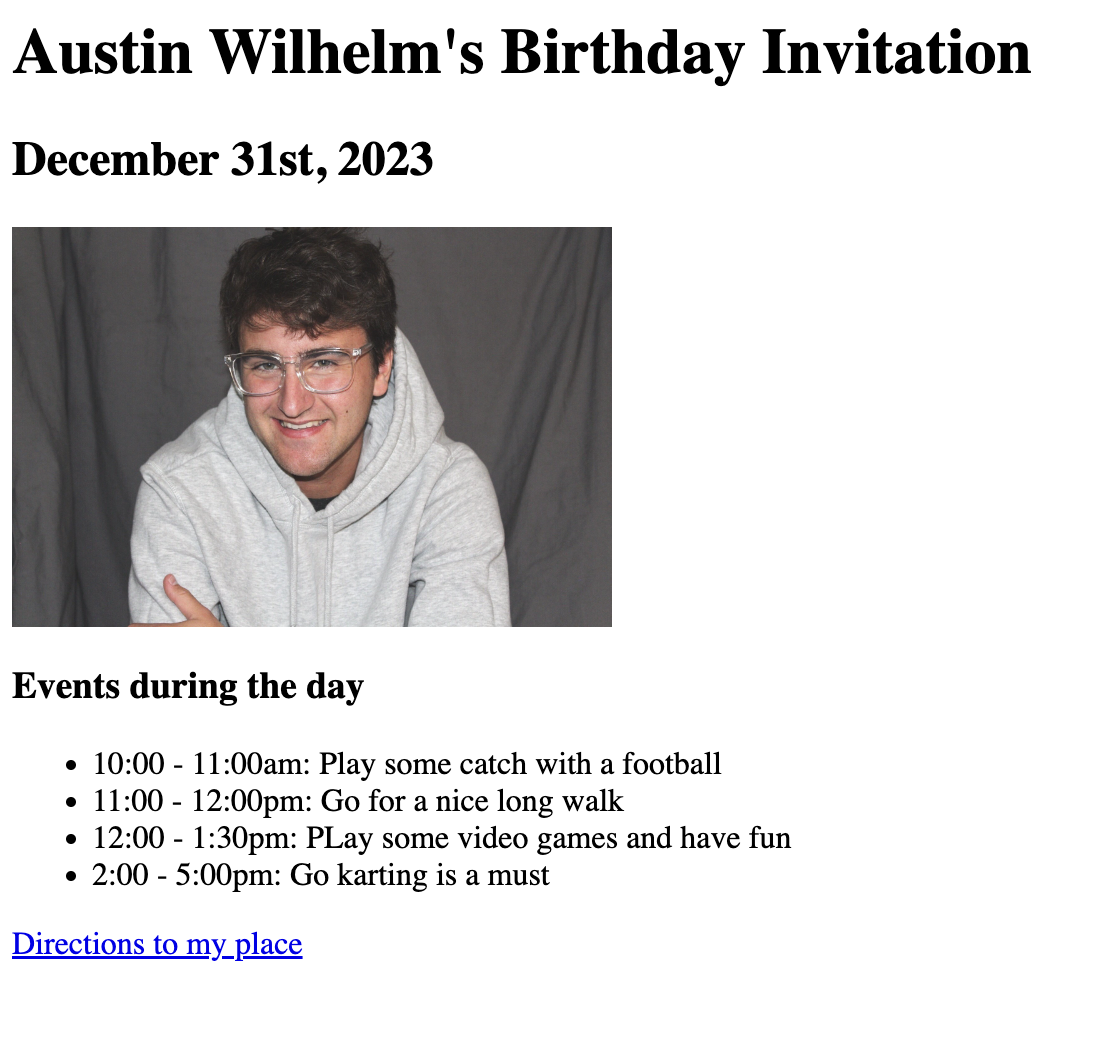 Austin Wilhelm's Birthday Invitation
December 31st, 2023
Events during the day
• 10:00 - 11:00am: Play some catch with a football
• 11:00 - 12:00pm: Go for a nice long walk
• 12:00 - 1:30pm: PLay some video games and have fun
• 2:00 - 5:00pm: Go karting is a must
Directions to my place